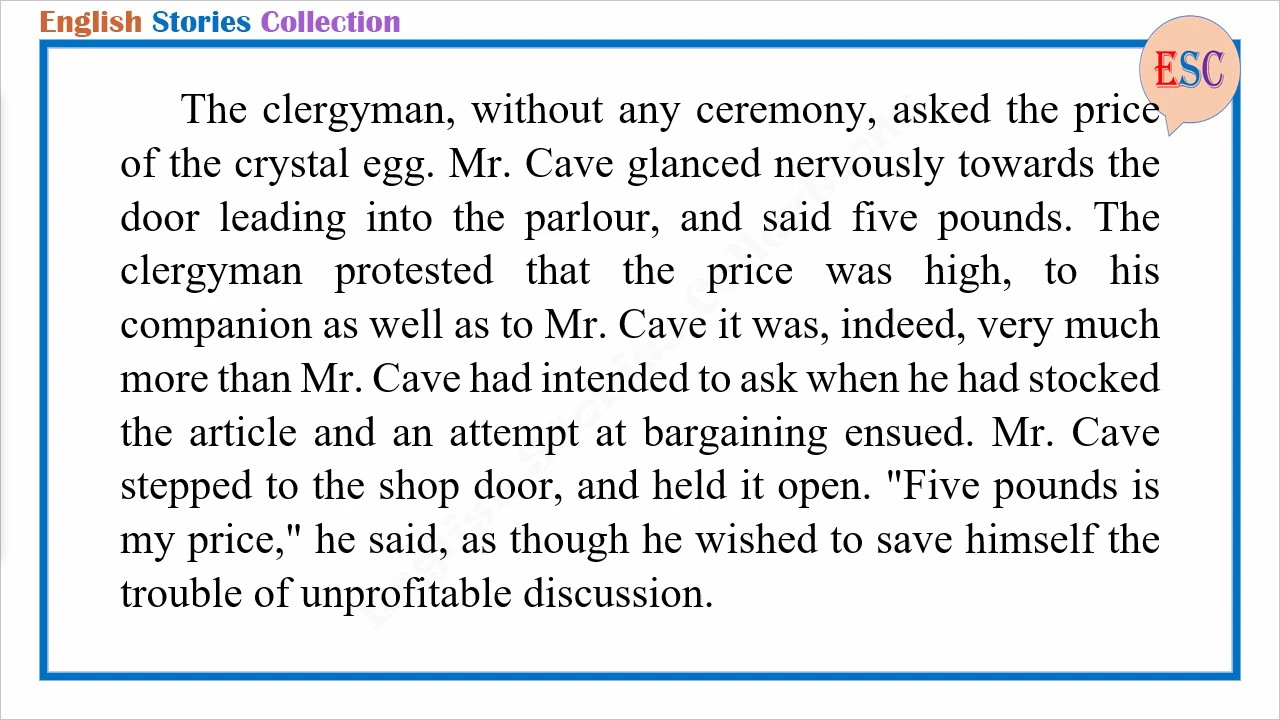 English Stories Collection
ESC
The clergyman, without any ceremony, asked the price
of the crystal egg. Mr. Cave glanced nervously towards the
door leading into the parlour, and said five pounds. The
clergyman protested that the price was high, to his
companion as well as to Mr. Cave it was, indeed, very much
more than Mr. Cave had intended to ask when he had stocked
the article and an attempt at bargaining ensued. Mr. Cave
stepped to the shop door, and held it open. "Five pounds is
my price," he said, as though he wished to save himself the
trouble of unprofitable discussion.